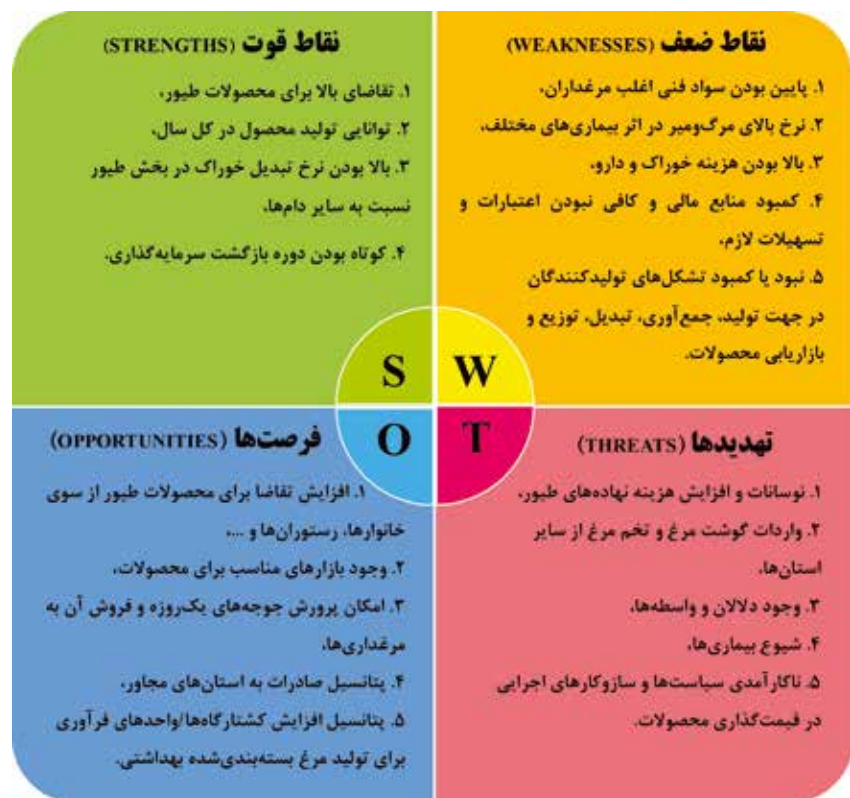 نقاط قوت (STRENGTHS)
۱. تقاضای بالا برای محصولات طیور،
۲. توانایی تولید محصول در کل سال،
۳. بالا بودن نرخ تبدیل خوراک در بخش طیور
نسبت به سایر دام‌ها،
۴. کوتاه بودن دوره بازگشت سرمایه‌گذاری.
نقاط ضعف (WEAKNESSES)
۱. پایین بودن سواد فنی اغلب مرغداران،
۲. نرخ بالای مرگ‌ومیر در اثر بیماری‌های مختلف،
۳. بالا بودن هزینه خوراک و دارو،
۴. کمبود منابع مالی و کافی نبودن اعتبارات و
تسهیلات لازم،
۵. نبود یا کمبود تشکل‌های تولیدکنندگان
در جهت تولید، جمع‌آوری، تبدیل، توزیع و
بازاریابی محصولات.
S
W
O
T
فرصت‌ها (OPPORTUNITIES)
۱. افزایش تقاضا برای محصولات طیور از سوی
خانوارها، رستوران‌ها و ...،
۲. وجود بازارهای مناسب برای محصولات،
۳. امکان پرورش جوجه‌های یک‌روزه و فروش آن به
مرغداری‌ها،
۴. پتانسیل صادرات به استان‌های مجاور،
۵. پتانسیل افزایش کشتارگاه‌ها/واحدهای فرآوری
برای تولید مرغ بسته‌بندی‌شده بهداشتی.
تهدیدها (THREATS)
۱. نوسانات و افزایش هزینه نهاده‌های طیور،
۲. واردات گوشت مرغ و تخم مرغ از سایر
استان‌ها،
۳. وجود دلالان و واسطه‌ها،
۴. شیوع بیماری‌ها،
۵. ناکارآمدی سیاست‌ها و سازوکارهای اجرایی
در قیمت‌گذاری محصولات.